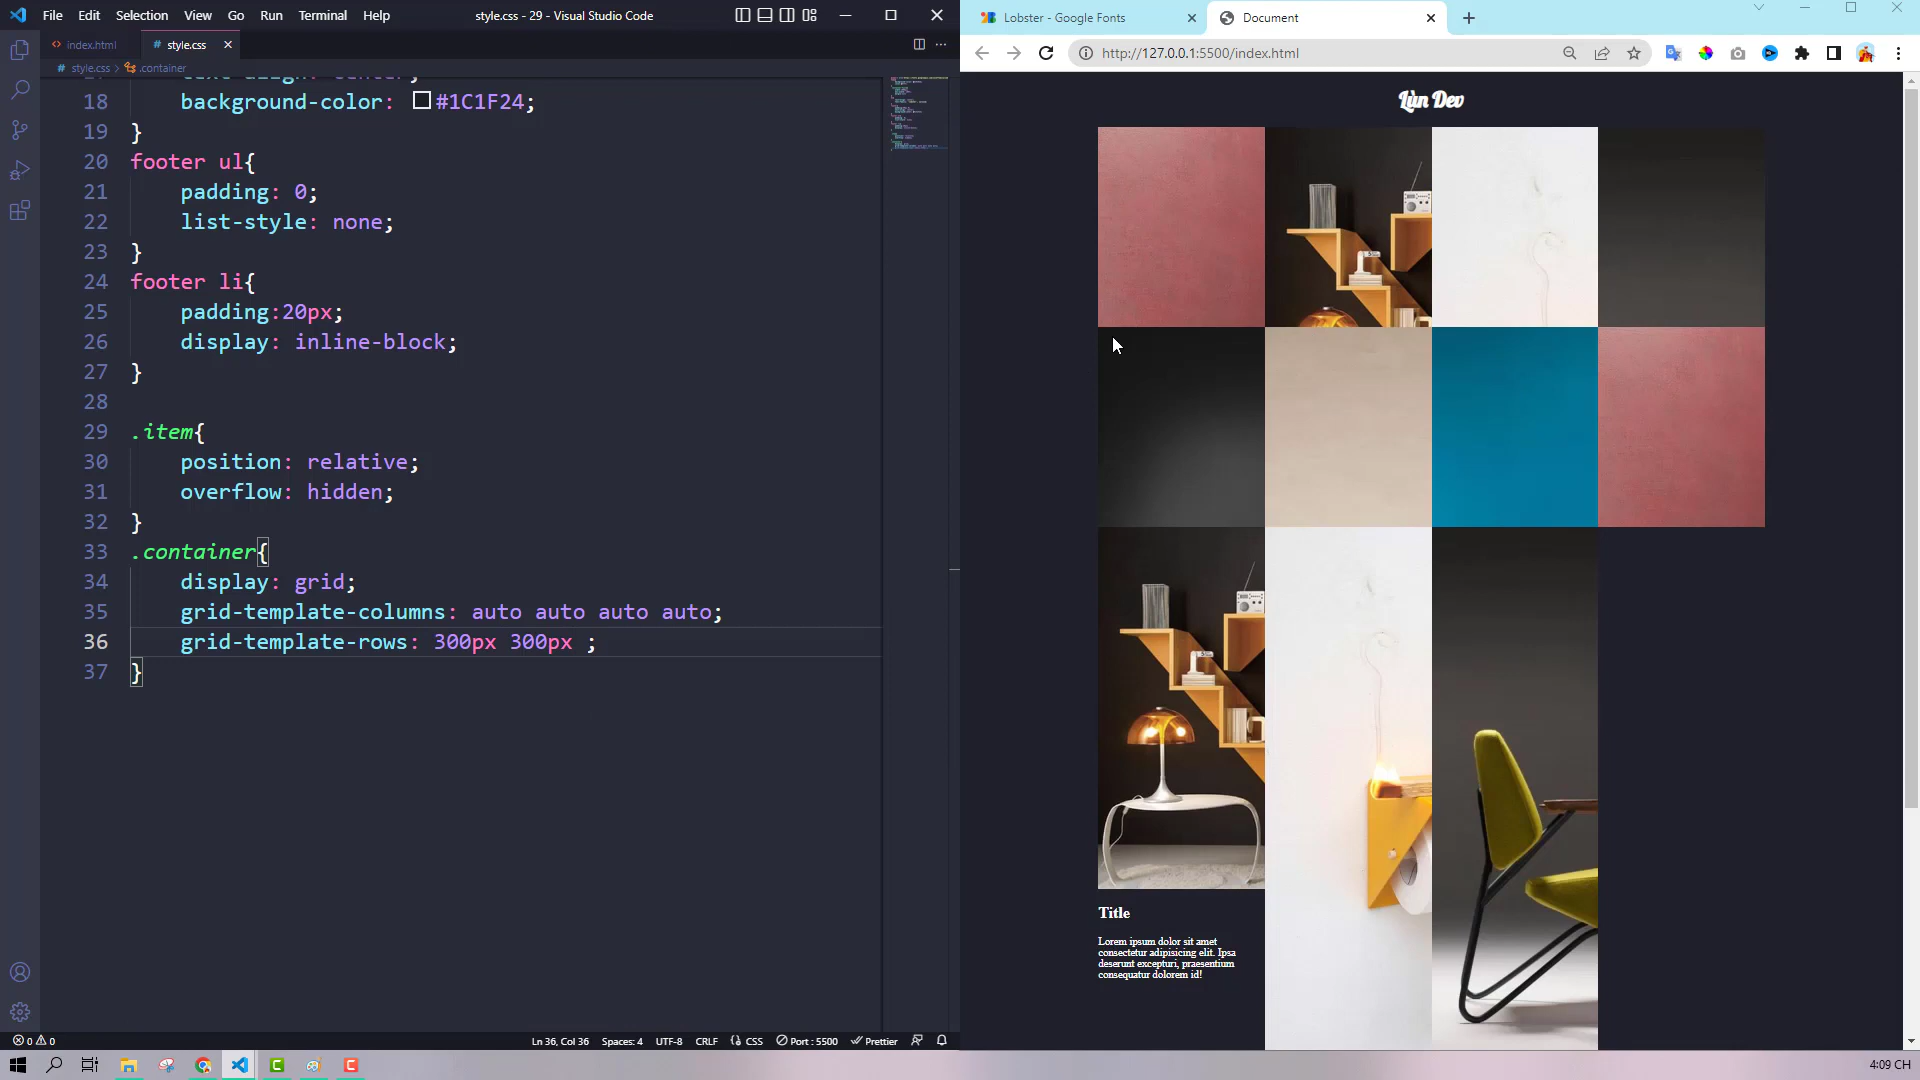 File Edit Selection View Go Run Terminal Help
style.css - 29 - Visual Studio Code
index.html
# style.css
# style.css > .container
18 background-color: #1C1F24;
19 }
20 footer ul{
21 padding: 0;
22 list-style: none;
23 }
24 footer li{
25 padding:20px;
26 display: inline-block;
27 }
28
29 .item{
30 position: relative;
31 overflow: hidden;
32 }
33 .container{
34 display: grid;
35 grid-template-columns: auto auto auto auto;
36 grid-template-rows: 300px 300px ;
37 }
0 0
Ln 36, Col 36 Spaces: 4 UTF-8 CRLF CSS Port : 5500 Prettier
Lobster - Google Fonts
Document
http://127.0.0.1:5500/index.html
Lùn Dev
Title
Lorem ipsum dolor sit amet
consectetur adipisicing elit. Ipsa
deserunt excepturi, praesentium
consequatur dolorem id!
4:09 CH